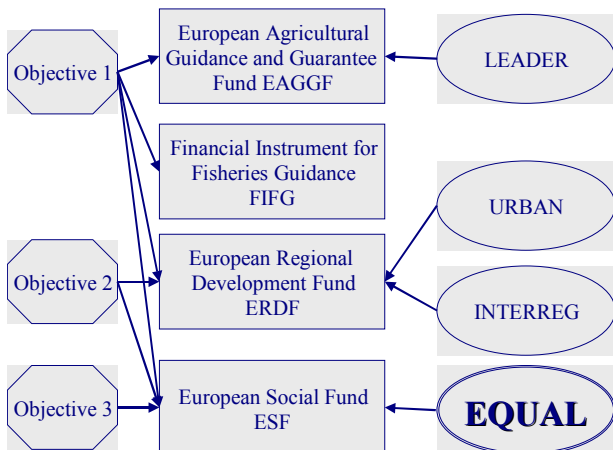 Objective 1
European Agricultural
Guidance and Guarantee
Fund EAGGF
LEADER
Financial Instrument for
Fisheries Guidance
FIFG
URBAN
Objective 2
European Regional
Development Fund
ERDF
INTERREG
Objective 3
European Social Fund
ESF
EQUAL